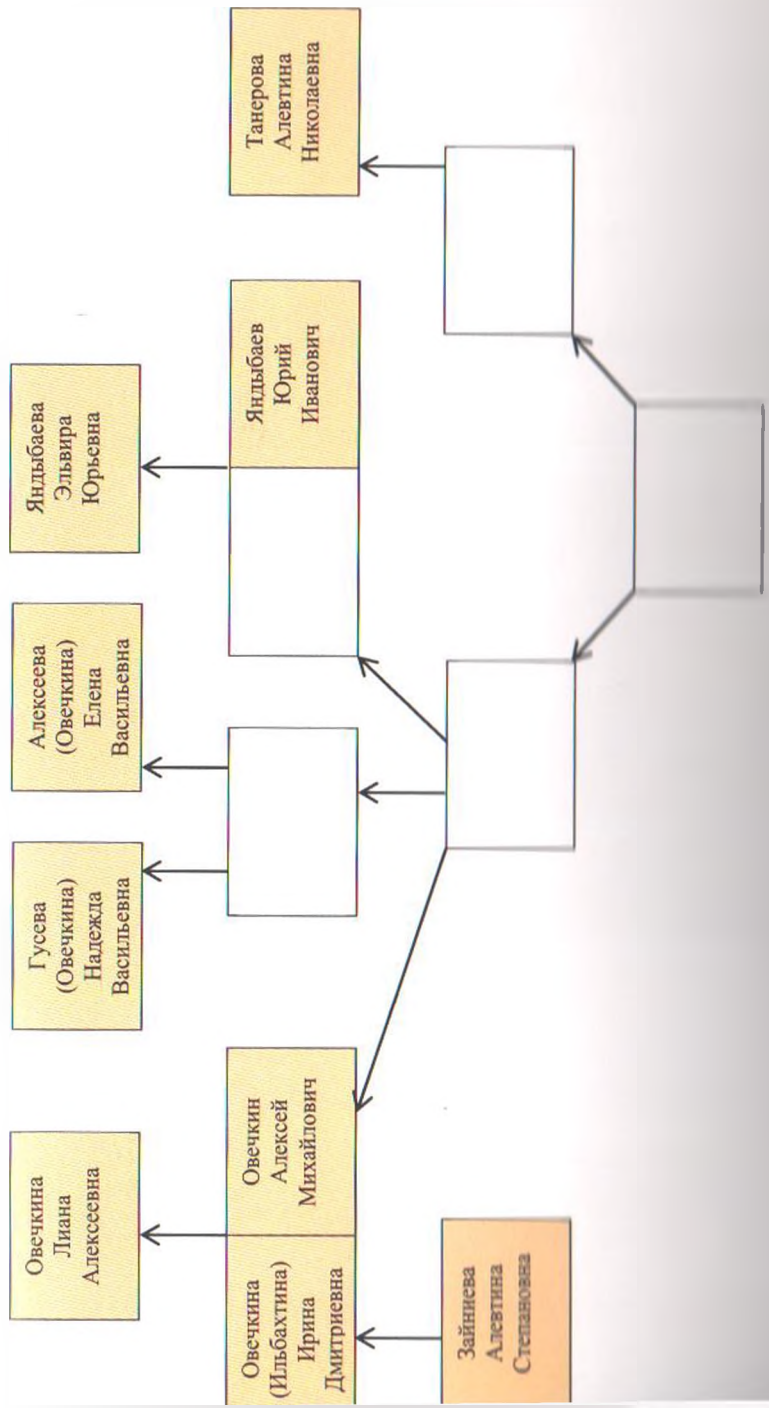 Овечкина
Лиана
Алексеевна
Гусева
(Овечкина)
Надежда
Васильевна
Алексеева
(Овечкина)
Елена
Васильевна
Яндыбаева
Эльвира
Юрьевна
Овечкина
(Ильбахтина)
Ирина
Дмитриевна
Овечкин
Алексей
Михайлович
Яндыбаев
Юрий
Иванович
Танерова
Алевтина
Николаевна
Зайниева
Алевтина
Степановна